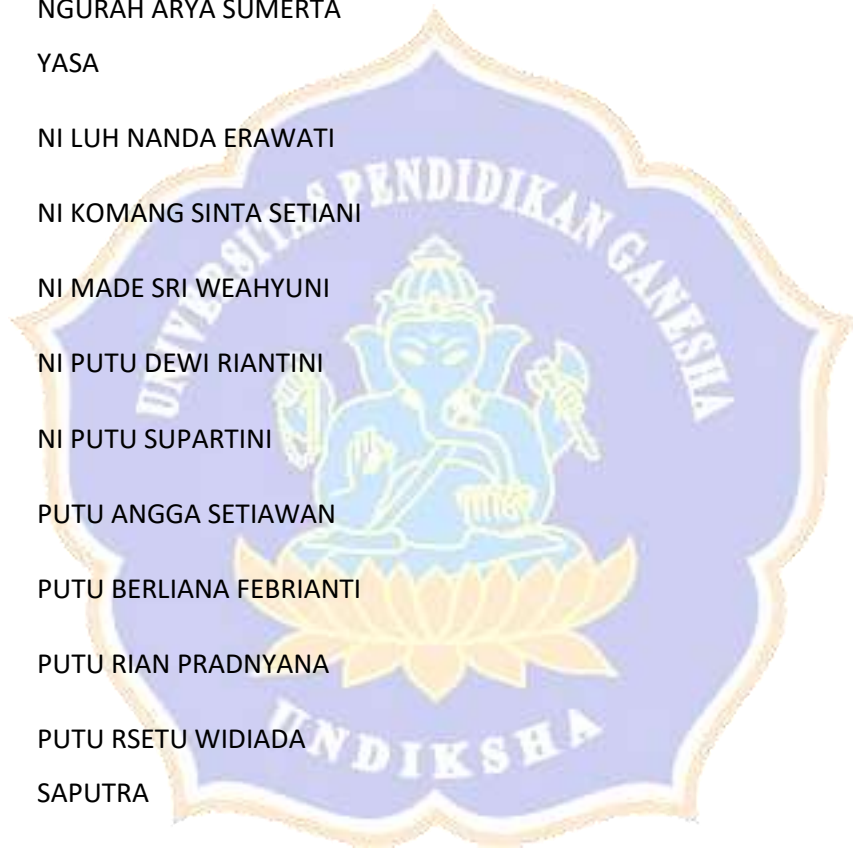 NGURAH ARYA SUMERTA
YASA
NI LUH NANDA ERAWATI
NI KOMANG SINTA SETIANI
NI MADE SRI WEAHYUNI
NI PUTU DEWI RIANTINI
NI PUTU SUPARTINI
PUTU ANGGA SETIAWAN
PUTU BERLIANA FEBRIANTI
PUTU RIAN PRADNYANA
PUTU RSETU WIDIADA
SAPUTRA
UNIVERSITAS PENDIDIKAN GANESHA
UNDIKSHA